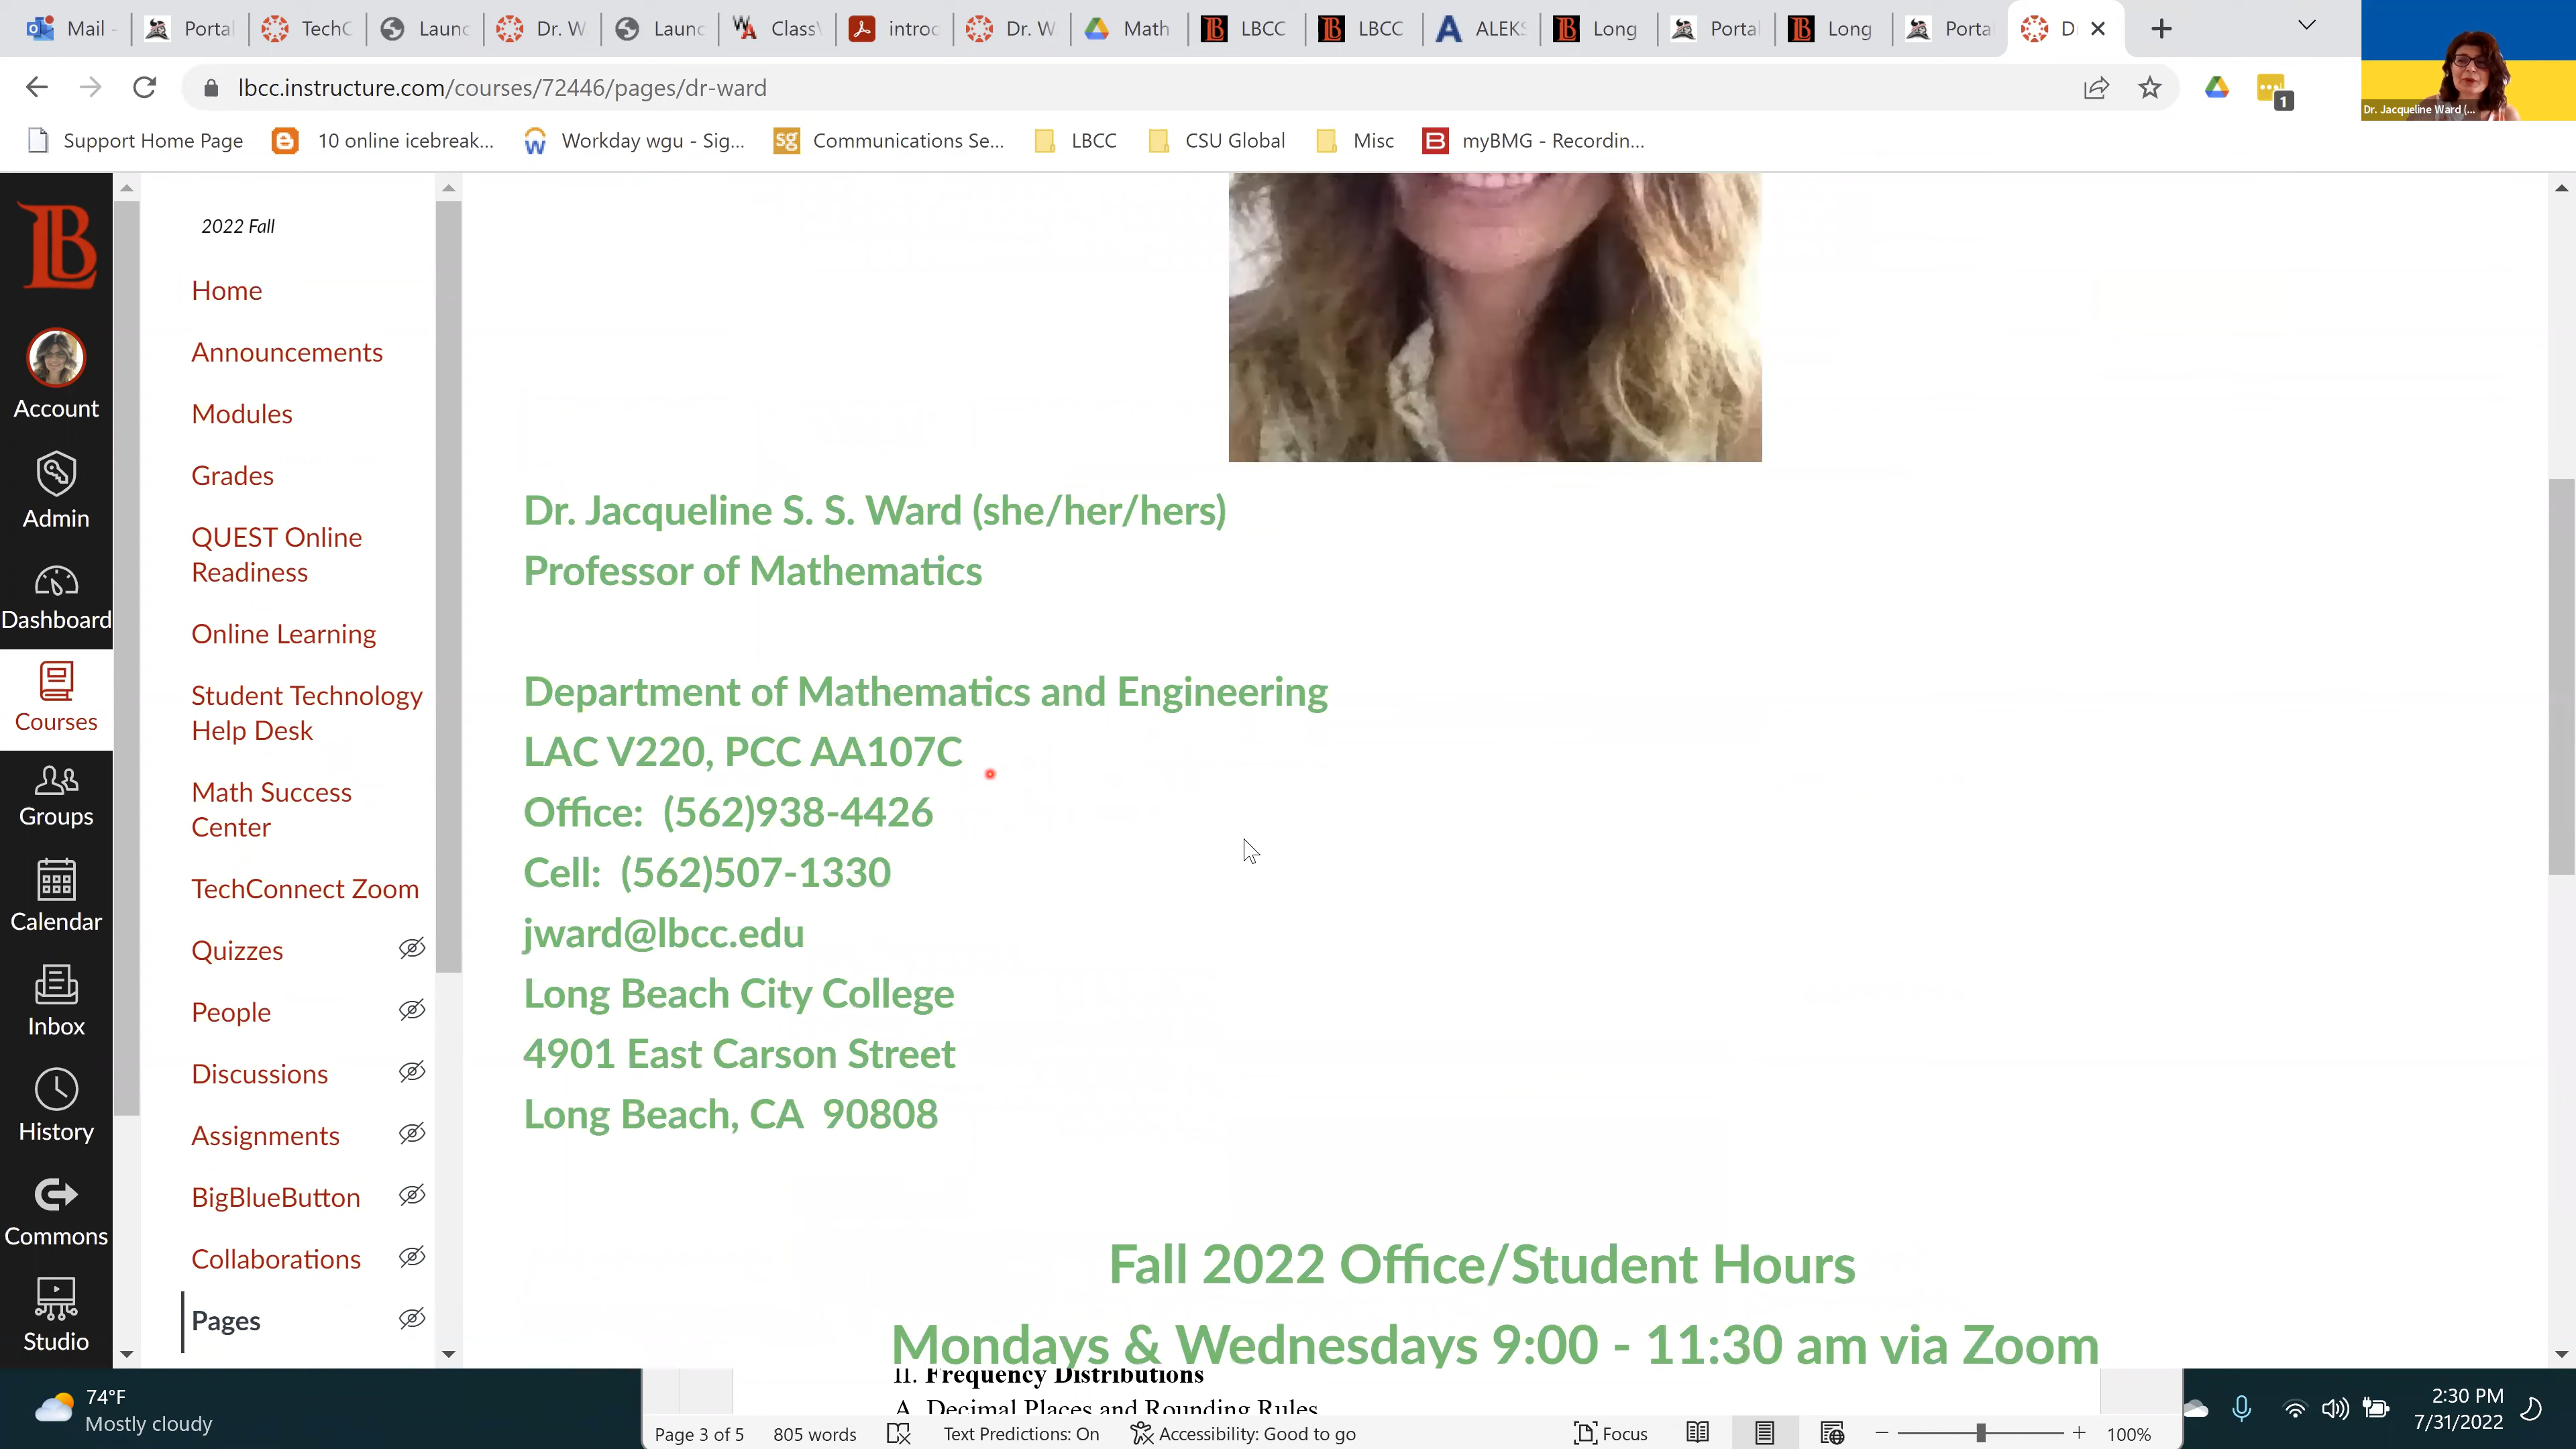 Mail -
Portal
TechC
Launc
Dr. W
Launc
ClassV
introc
Dr. W
Math
LBCC
LBCC
ALEKS
Long
Portal
Long
Porta
D
lbcc.instructure.com/courses/72446/pages/dr-ward
1
Dr. Jacqueline Ward (...
Support Home Page
10 online icebreak...
Workday wgu - Sig...
sg Communications Se...
LBCC
CSU Global
Misc
B myBMG - Recordin...
LB
Account
Admin
Dashboard
Courses
Groups
Calendar
Inbox
History
Commons
Studio
2022 Fall
Home
Announcements
Modules
Grades
QUEST Online
Readiness
Online Learning
Student Technology
Help Desk
Math Success
Center
TechConnect Zoom
Quizzes
People
Discussions
Assignments
BigBlueButton
Collaborations
Pages
Dr. Jacqueline S. S. Ward (she/her/hers)
Professor of Mathematics
Department of Mathematics and Engineering
LAC V220, PCC AA107C
Office: (562)938-4426
Cell: (562)507-1330
jward@lbcc.edu
Long Beach City College
4901 East Carson Street
Long Beach, CA 90808
Fall 2022 Office/Student Hours
Mondays & Wednesdays 9:00 - 11:30 am via Zoom
II. Frequency Distributions
A. Decimal Places and Rounding Rules
Page 3 of 5
805 words
Text Predictions: On
Accessibility: Good to go
Focus
100%
74°F
Mostly cloudy
2:30 PM
7/31/2022